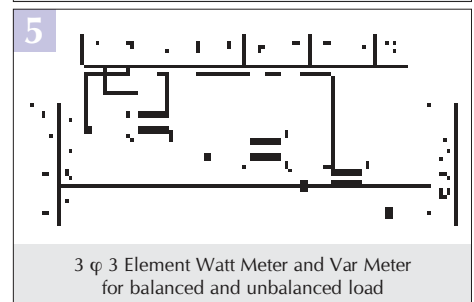 5
3 φ 3 Element Watt Meter and Var Meter
for balanced and unbalanced load